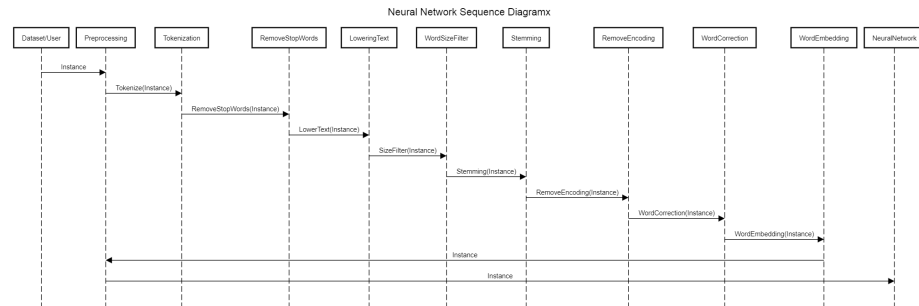 Neural Network Sequence Diagramx
Dataset/User Preprocessing Tokenization RemoveStopWords LoweringText WordSizeFilter Stemming RemoveEncoding WordCorrection WordEmbedding NeuralNetwork
Instance
Tokenize(Instance)
RemoveStopWords(Instance)
LowerText(Instance)
SizeFilter(Instance)
Stemming(Instance)
RemoveEncoding(Instance)
WordCorrection(Instance)
WordEmbedding(Instance)
Instance
Instance